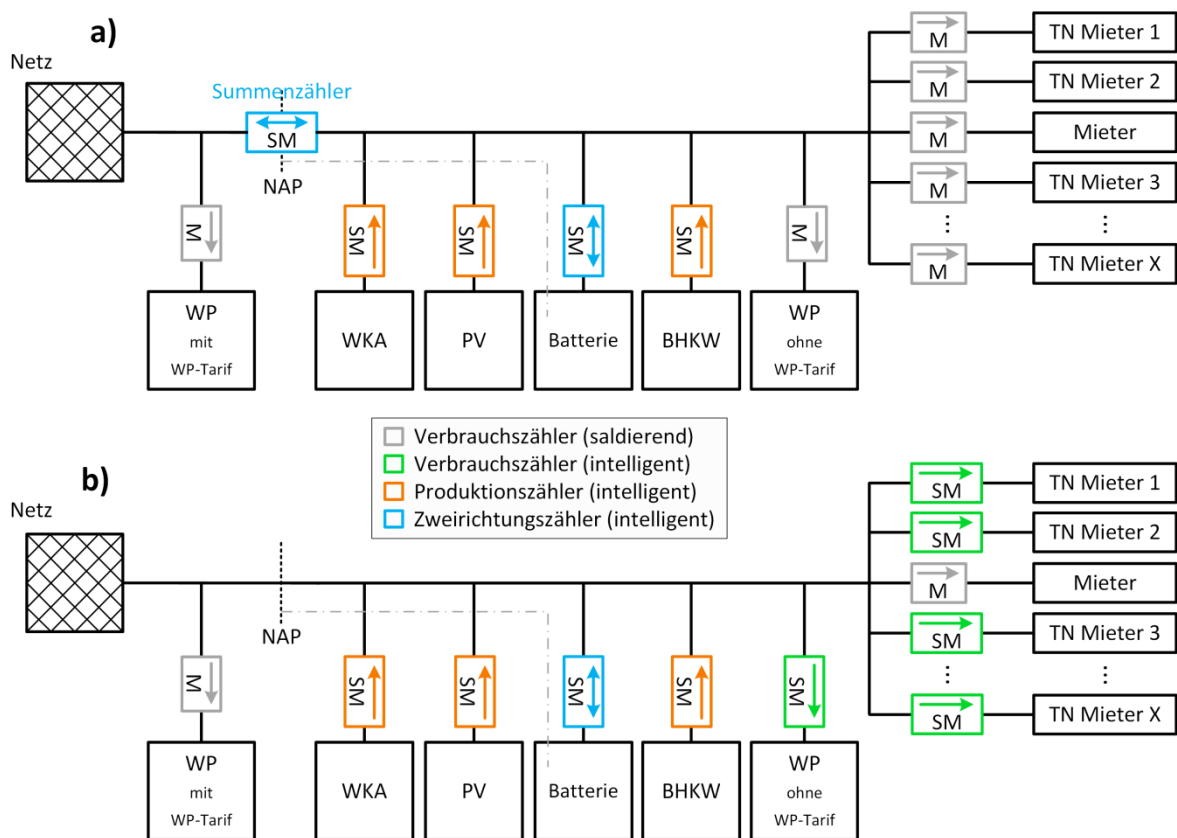 a)
Netz
Summenzähler
SM
NAP
M
SM
SM
SM
SM
M
WP
mit
WP-Tarif
WKA
PV
Batterie
BHKW
WP
ohne
WP-Tarif
M
TN Mieter 1
M
TN Mieter 2
M
Mieter
M
TN Mieter 3
⋮
⋮
M
TN Mieter X
Verbrauchszähler (saldierend)
Verbrauchszähler (intelligent)
Produktionszähler (intelligent)
Zweirichtungszähler (intelligent)
b)
Netz
NAP
M
SM
SM
SM
SM
SM
WP
mit
WP-Tarif
WKA
PV
Batterie
BHKW
WP
ohne
WP-Tarif
SM
TN Mieter 1
SM
TN Mieter 2
M
Mieter
SM
TN Mieter 3
⋮
⋮
SM
TN Mieter X